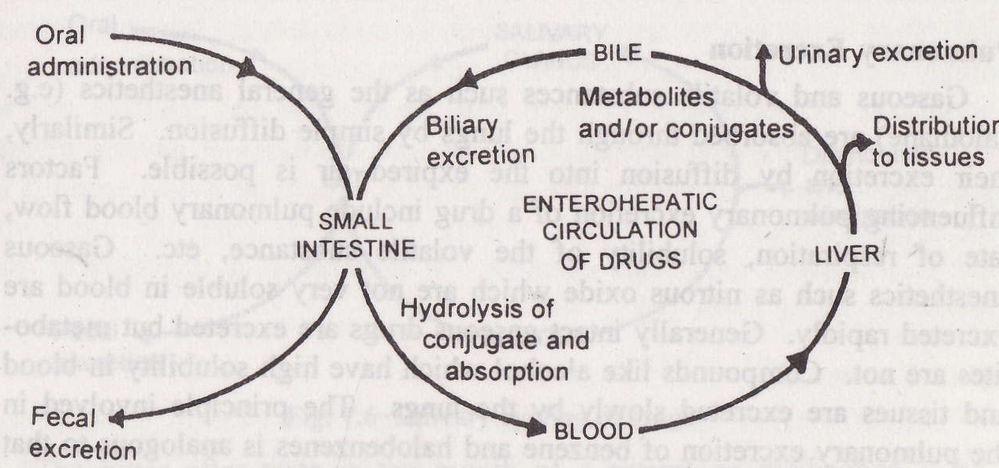 Oral
administration
BILE
Urinary excretion
Metabolites
and/or conjugates
Distribution
to tissues
Biliary
excretion
SMALL
INTESTINE
ENTEROHEPATIC
CIRCULATION
OF DRUGS
LIVER
Hydrolysis of
conjugate and
absorption
Fecal
excretion
BLOOD